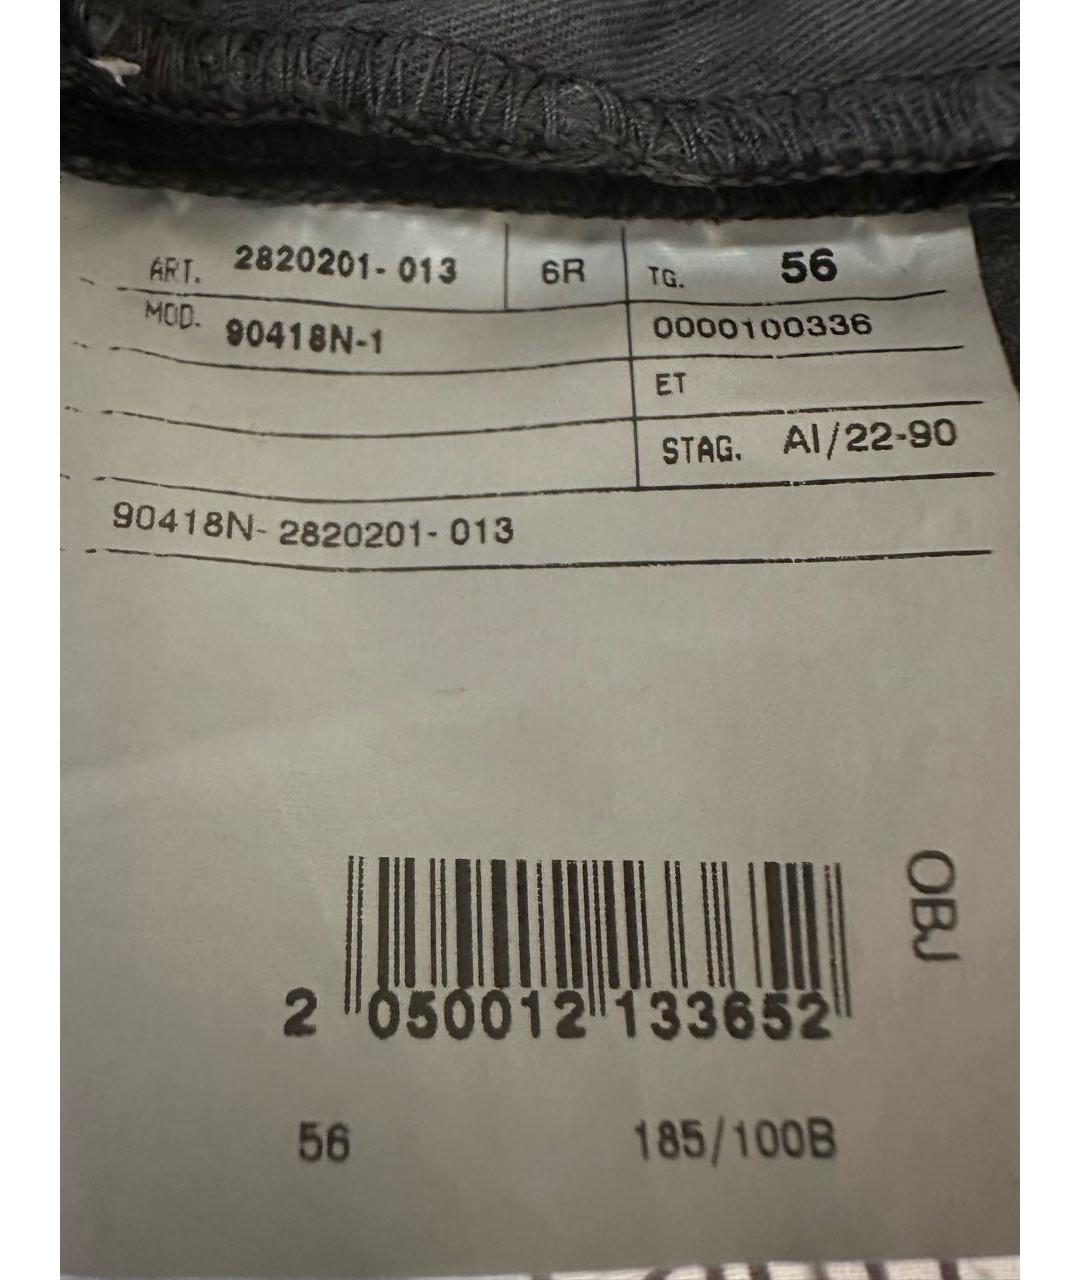 ART. 2820201-013 6R TG. 56
MOD. 90418N-1 0000100336
ET
STAG. AI/22-90
90418N-2820201-013
OBJ
2 050012 133652
56 185/100B